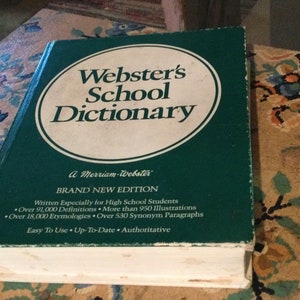 Webster's
School
Dictionary
a Merriam-Webster
BRAND NEW EDITION
Written Especially for High School Students
• Over 91,000 Definitions • More than 950 Illustrations
• Over 18,000 Etymologies • Over 530 Synonym Paragraphs
Easy To Use • Up-To-Date • Authoritative